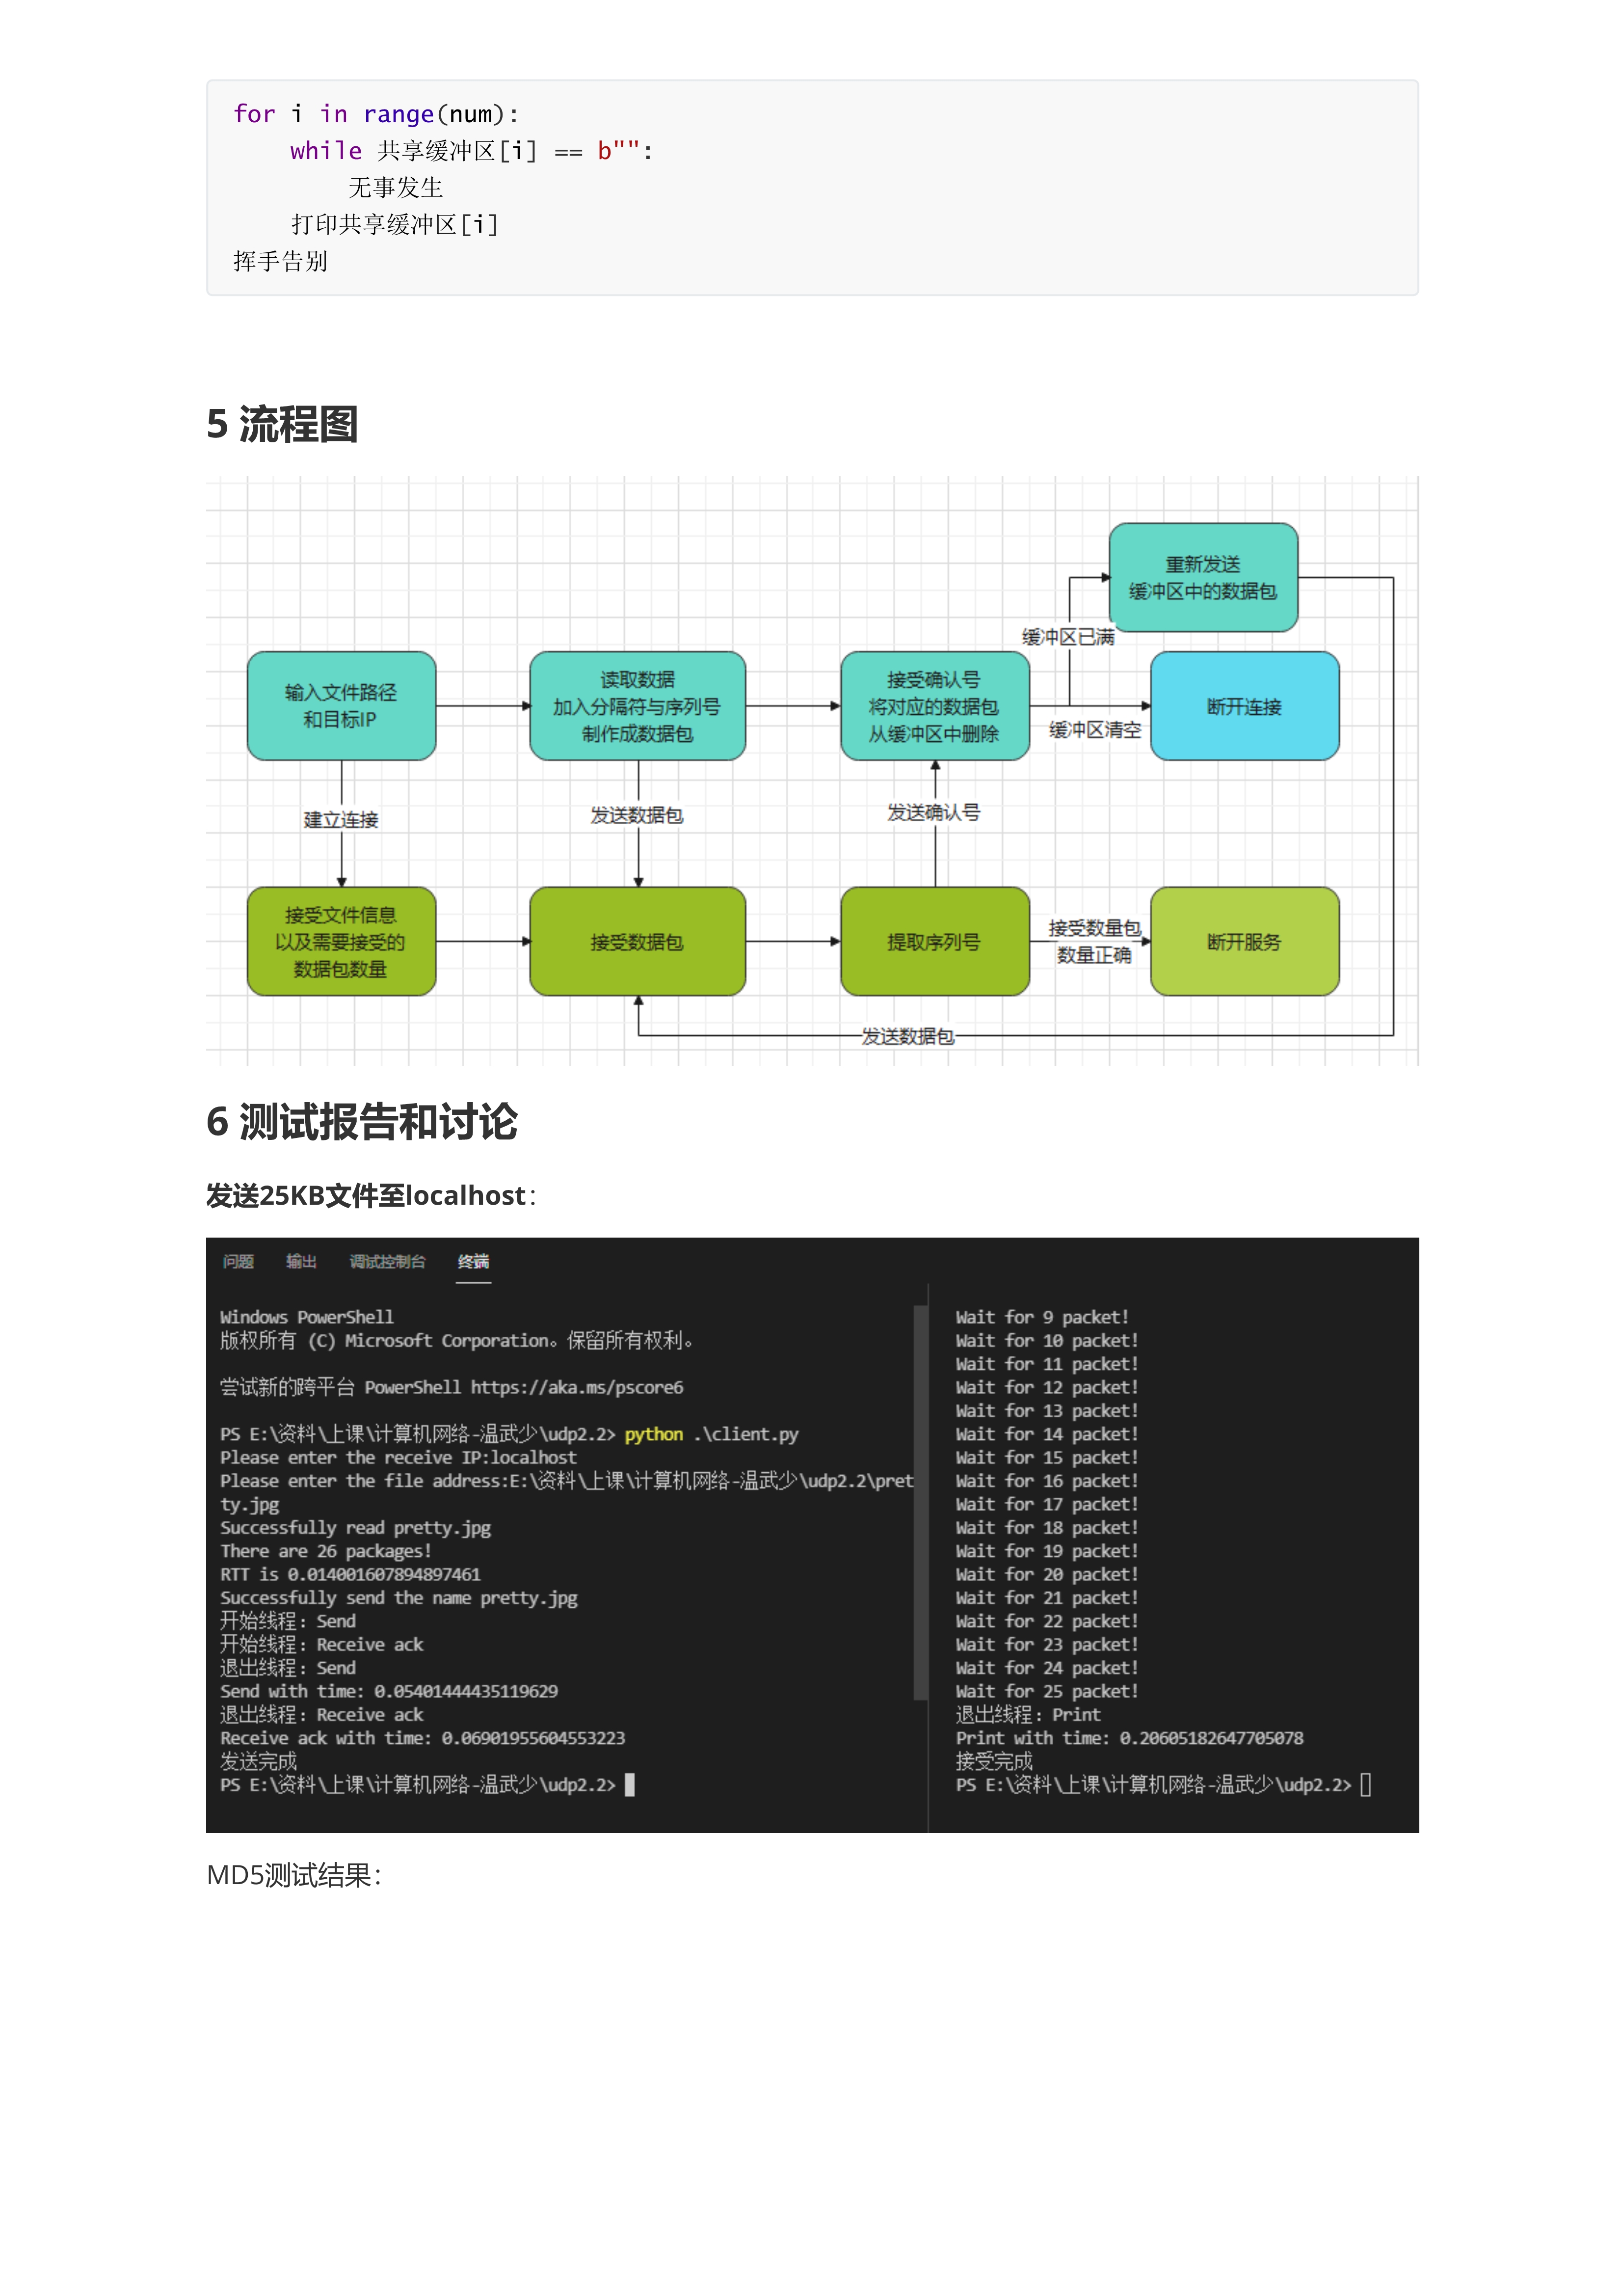 for i in range(num):
    while 共享缓冲区[i] == b"":
        无事发生
    打印共享缓冲区[i]
挥手告别
5 流程图
重新发送
缓冲区中的数据包
缓冲区已满
输入文件路径
和目标IP
读取数据
加入分隔符与序列号
制作成数据包
接受确认号
将对应的数据包
从缓冲区中删除
缓冲区清空
断开连接
建立连接
发送数据包
发送确认号
接受文件信息
以及需要接受的
数据包数量
接受数据包
提取序列号
接受数量包
数量正确
断开服务
发送数据包
6 测试报告和讨论
发送25KB文件至localhost：
问题 输出 调试控制台 终端
Windows PowerShell
版权所有 (C) Microsoft Corporation。保留所有权利。
尝试新的跨平台 PowerShell https://aka.ms/pscore6
PS E:\资料\上课\计算机网络-温武少\udp2.2> python .\client.py
Please enter the receive IP:localhost
Please enter the file address:E:\资料\上课\计算机网络-温武少\udp2.2\pret
ty.jpg
Successfully read pretty.jpg
There are 26 packages!
RTT is 0.014001607894897461
Successfully send the name pretty.jpg
开始线程：Send
开始线程：Receive ack
退出线程：Send
Send with time: 0.05401444435119629
退出线程：Receive ack
Receive ack with time: 0.06901955604553223
发送完成
PS E:\资料\上课\计算机网络-温武少\udp2.2>
Wait for 9 packet!
Wait for 10 packet!
Wait for 11 packet!
Wait for 12 packet!
Wait for 13 packet!
Wait for 14 packet!
Wait for 15 packet!
Wait for 16 packet!
Wait for 17 packet!
Wait for 18 packet!
Wait for 19 packet!
Wait for 20 packet!
Wait for 21 packet!
Wait for 22 packet!
Wait for 23 packet!
Wait for 24 packet!
Wait for 25 packet!
退出线程：Print
Print with time: 0.20605182647705078
接受完成
PS E:\资料\上课\计算机网络-温武少\udp2.2>
MD5测试结果：